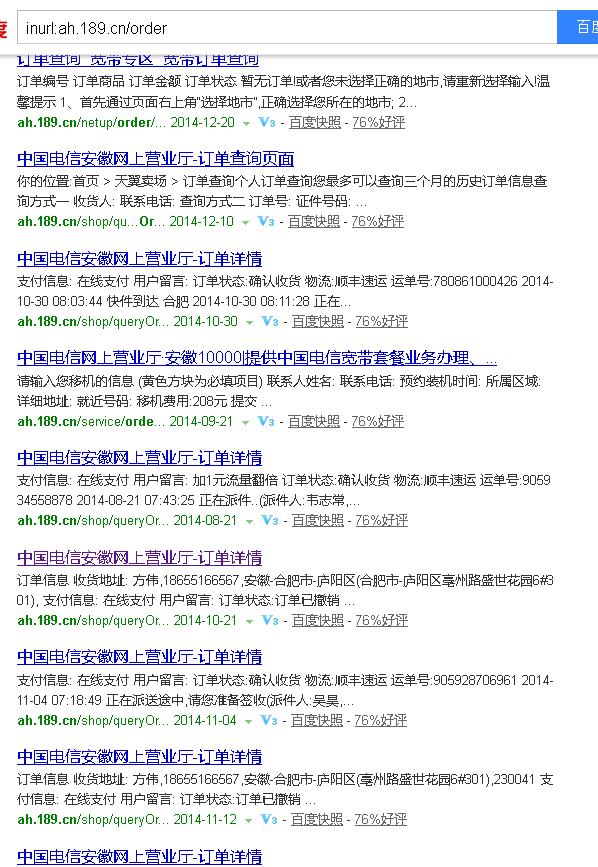 度 inurl:ah.189.cn/order 百度
订单查询_宽带专区_宽带订单查询
订单编号 订单商品 订单金额 订单状态 暂无订单!或者您未选择正确的地市,请重新选择输入!温
馨提示 1、首先通过页面右上角"选择地市",正确选择您所在的地市; 2...
ah.189.cn/netup/order/... 2014-12-20 V3 - 百度快照 - 76%好评
中国电信安徽网上营业厅-订单查询页面
你的位置:首页 > 天翼卖场 > 订单查询个人订单查询您最多可以查询三个月的历史订单信息查
询方式一 收货人: 联系电话: 查询方式二 订单号: 证件号码: ...
ah.189.cn/shop/qu...Or... 2014-12-10 V3 - 百度快照 - 76%好评
中国电信安徽网上营业厅-订单详情
支付信息: 在线支付 用户留言: 订单状态:确认收货 物流:顺丰速运 运单号:780861000426 2014-
10-30 08:03:44 快件到达 合肥 2014-10-30 08:11:28 正在...
ah.189.cn/shop/queryOr... 2014-10-30 V3 - 百度快照 - 76%好评
中国电信网上营业厅·安徽10000|提供中国电信宽带套餐业务办理、...
请输入您移机的信息 (黄色方块为必填项目) 联系人姓名: 联系电话: 预约装机时间: 所属区域:
详细地址: 就近号码: 移机费用:208元 提交 ...
ah.189.cn/service/orde... 2014-09-21 V3 - 百度快照 - 76%好评
中国电信安徽网上营业厅-订单详情
支付信息: 在线支付 用户留言: 加1元流量翻倍 订单状态:确认收货 物流:顺丰速运 运单号:9059
34558878 2014-08-21 07:43:25 正在派件..(派件人:韦志常,...
ah.189.cn/shop/queryOr... 2014-08-21 V3 - 百度快照 - 76%好评
中国电信安徽网上营业厅-订单详情
订单信息 收货地址: 方伟,18655166567,安徽-合肥市-庐阳区(合肥市-庐阳区亳州路盛世花园6#3
01), 支付信息: 在线支付 用户留言: 订单状态:订单已撤销 ...
ah.189.cn/shop/queryOr... 2014-10-21 V3 - 百度快照 - 76%好评
中国电信安徽网上营业厅-订单详情
支付信息: 在线支付 用户留言: 订单状态:确认收货 物流:顺丰速运 运单号:905928706961 2014-
11-04 07:18:49 正在派送途中,请您准备签收(派件人:吴昊,...
ah.189.cn/shop/queryOr... 2014-11-04 V3 - 百度快照 - 76%好评
中国电信安徽网上营业厅-订单详情
订单信息 收货地址: 方伟,18655166567,安徽-合肥市-庐阳区(亳州路盛世花园6#301),230041 支
付信息: 在线支付 用户留言: 订单状态:订单已撤销 ...
ah.189.cn/shop/queryOr... 2014-11-12 V3 - 百度快照 - 76%好评
中国电信安徽网上营业厅-订单详情